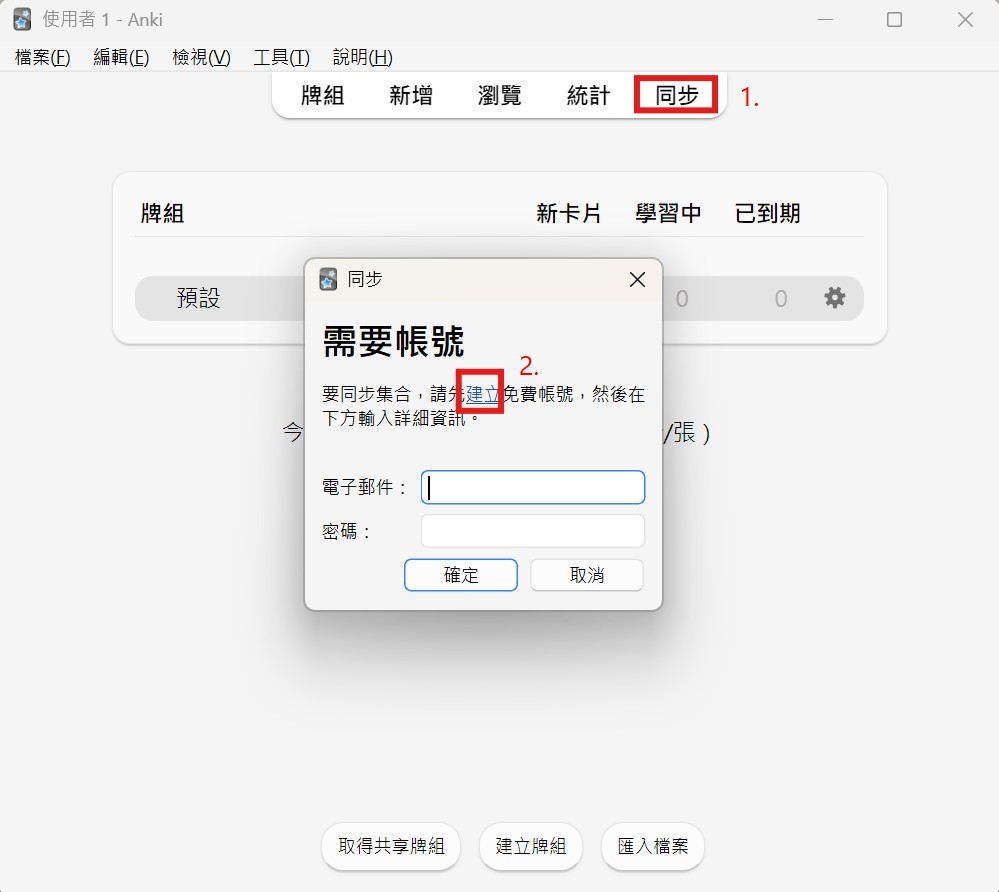 使用者 1 - Anki
檔案(F) 編輯(E) 檢視(V) 工具(T) 說明(H)
牌組 新增 瀏覽 統計 同步 1.
牌組 新卡片 學習中 已到期
預設 0 0
同步
需要帳號
2.
要同步集合，請先建立免費帳號，然後在
下方輸入詳細資訊。
今 /張）
電子郵件：
密碼：
確定 取消
取得共享牌組 建立牌組 匯入檔案